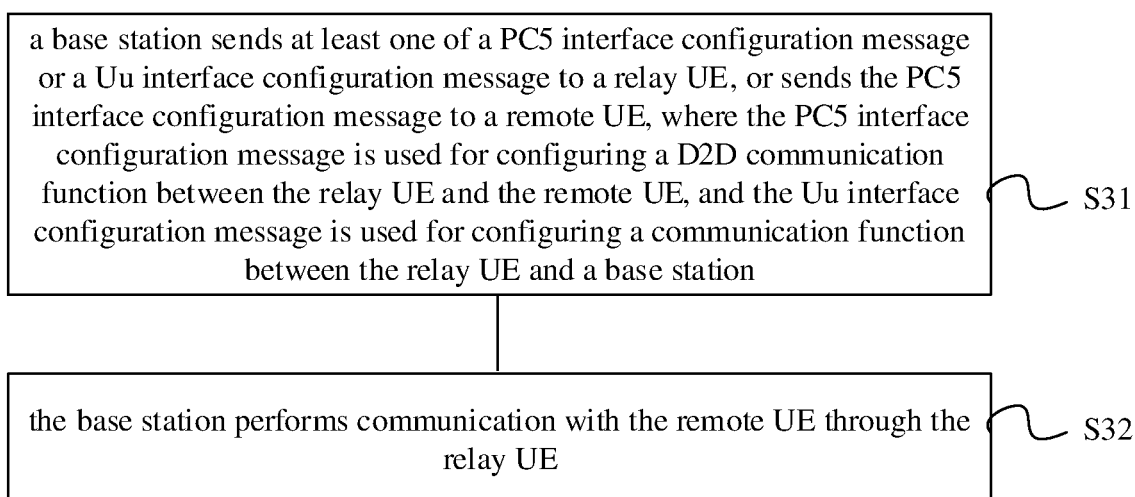 a base station sends at least one of a PC5 interface configuration message
or a Uu interface configuration message to a relay UE, or sends the PC5
interface configuration message to a remote UE, where the PC5 interface
configuration message is used for configuring a D2D communication
function between the relay UE and the remote UE, and the Uu interface
configuration message is used for configuring a communication function
between the relay UE and a base station
S31
the base station performs communication with the remote UE through the
relay UE
S32